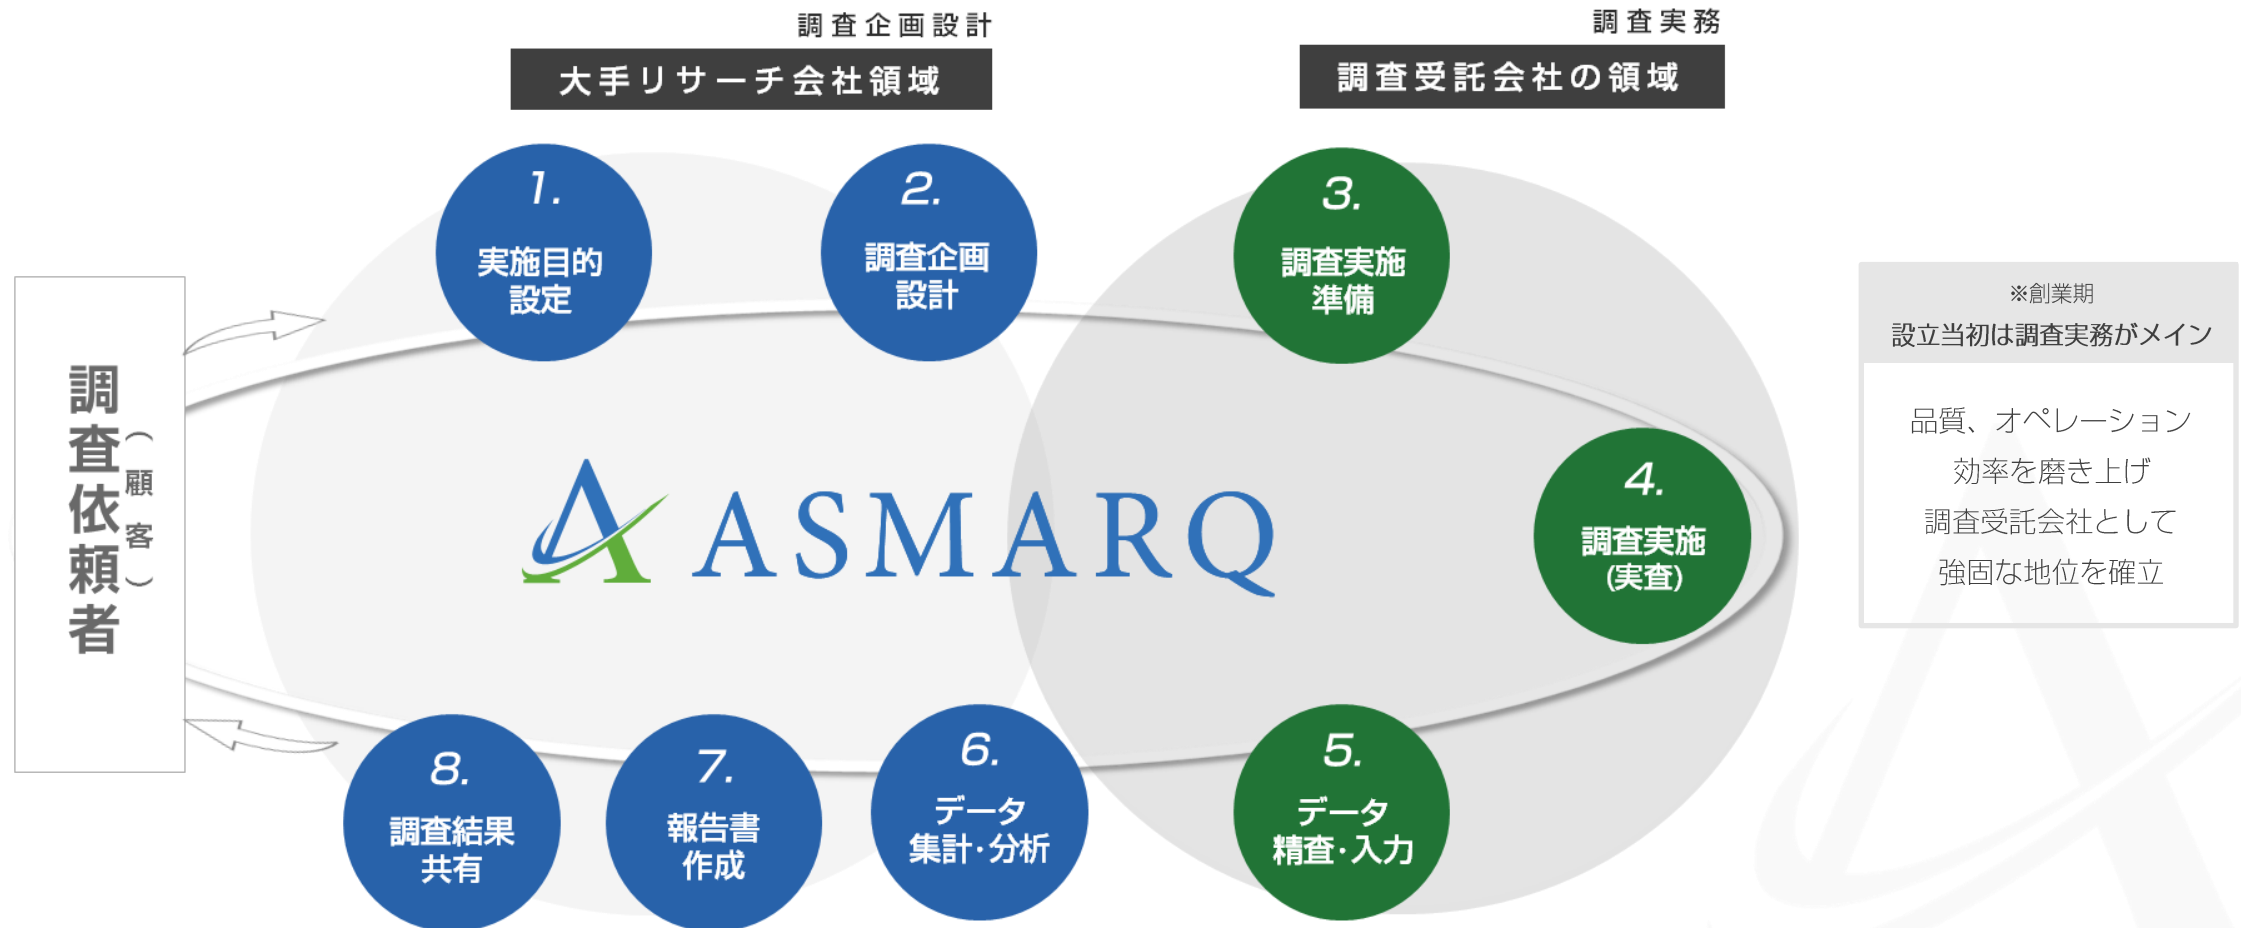 調査企画設計
大手リサーチ会社領域
調査実務
調査受託会社の領域
1.
実施目的
設定
2.
調査企画
設計
3.
調査実施
準備
4.
調査実施
(実査)
5.
データ
精査・入力
6.
データ
集計・分析
7.
報告書
作成
8.
調査結果
共有
調査依頼者
(顧客)
ASMARQ
※創業期
設立当初は調査実務がメイン
品質、オペレーション
効率を磨き上げ
調査受託会社として
強固な地位を確立